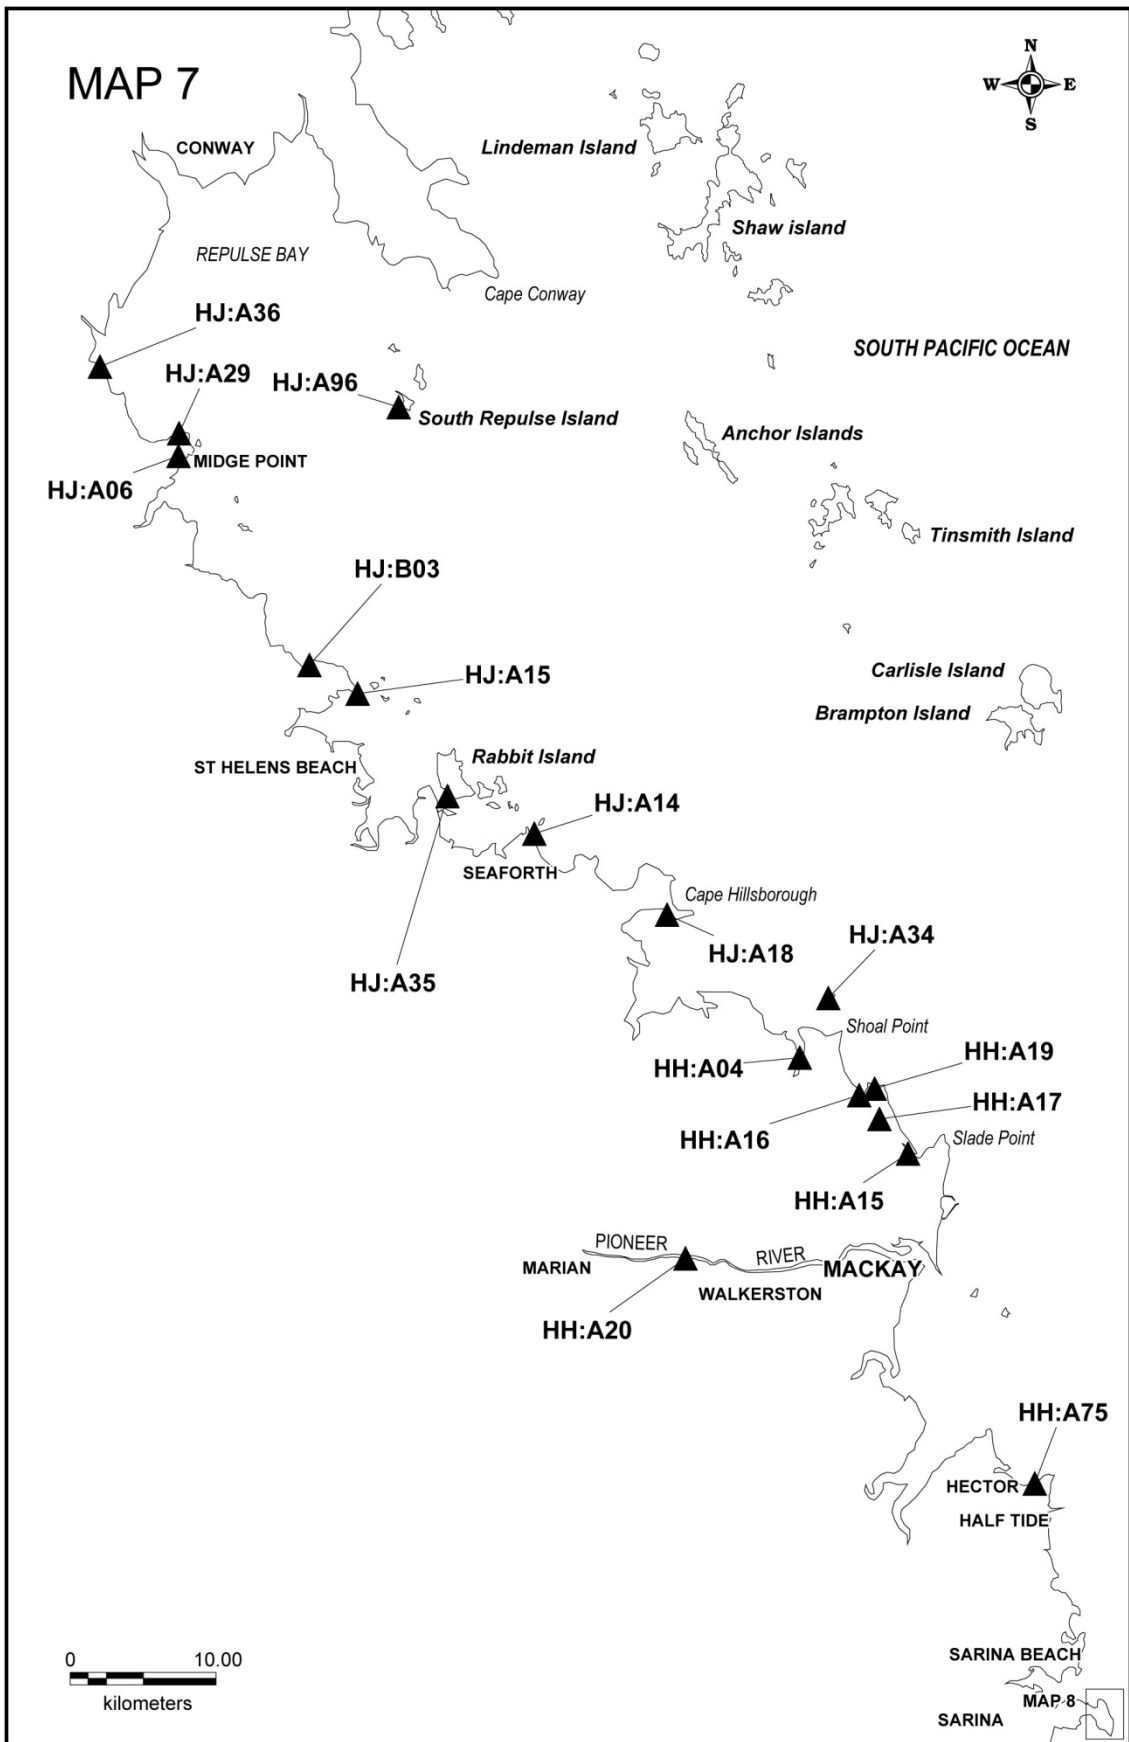 MAP 7
N
W
E
S
CONWAY
Lindeman Island
Shaw island
REPULSE BAY
Cape Conway
HJ:A36
SOUTH PACIFIC OCEAN
HJ:A29
HJ:A96
South Repulse Island
Anchor Islands
MIDGE POINT
HJ:A06
Tinsmith Island
HJ:B03
HJ:A15
Carlisle Island
Brampton Island
Rabbit Island
ST HELENS BEACH
HJ:A14
SEAFORTH
Cape Hillsborough
HJ:A34
HJ:A18
HJ:A35
Shoal Point
HH:A19
HH:A04
HH:A17
HH:A16
Slade Point
HH:A15
PIONEER
RIVER
MARIAN
MACKAY
WALKERSTON
HH:A20
HH:A75
HECTOR
HALF TIDE
SARINA BEACH
0
10.00
kilometers
MAP 8
SARINA